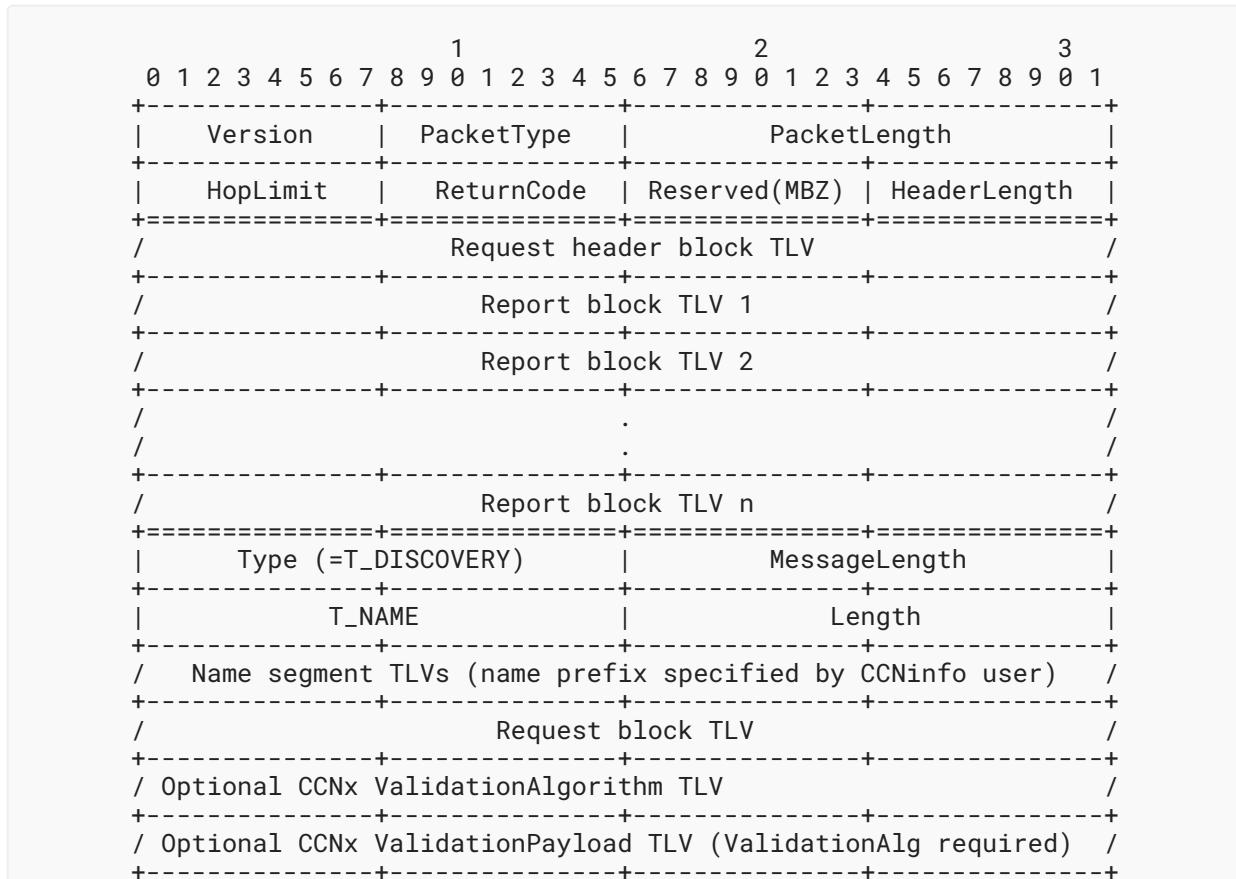 1                   2                   3
 0 1 2 3 4 5 6 7 8 9 0 1 2 3 4 5 6 7 8 9 0 1 2 3 4 5 6 7 8 9 0 1
+---------------+---------------+---------------+---------------+
|    Version    |  PacketType   |         PacketLength          |
+---------------+---------------+---------------+---------------+
|    HopLimit   |   ReturnCode  | Reserved(MBZ) | HeaderLength  |
+===============+===============+===============+===============+
/                    Request header block TLV                   /
+---------------+---------------+---------------+---------------+
/                      Report block TLV 1                       /
+---------------+---------------+---------------+---------------+
/                      Report block TLV 2                       /
+---------------+---------------+---------------+---------------+
/                               .                               /
/                               .                               /
+---------------+---------------+---------------+---------------+
/                      Report block TLV n                       /
+===============+===============+===============+===============+
|      Type (=T_DISCOVERY)      |         MessageLength         |
+---------------+---------------+---------------+---------------+
|            T_NAME             |             Length            |
+---------------+---------------+---------------+---------------+
/   Name segment TLVs (name prefix specified by CCNinfo user)   /
+---------------+---------------+---------------+---------------+
/                       Request block TLV                       /
+---------------+---------------+---------------+---------------+
/ Optional CCNx ValidationAlgorithm TLV                         /
+---------------+---------------+---------------+---------------+
/ Optional CCNx ValidationPayload TLV (ValidationAlg required)  /
+---------------+---------------+---------------+---------------+